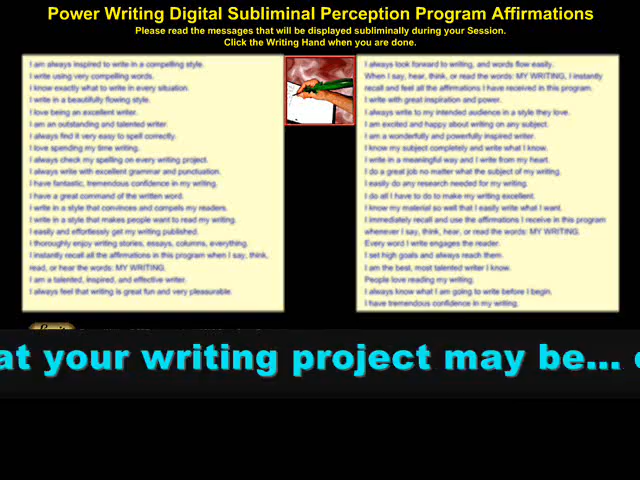 Power Writing Digital Subliminal Perception Program Affirmations
Please read the messages that will be displayed subliminally during your Session.
Click the Writing Hand when you are done.
I am always inspired to write in a compelling style.
I write using very compelling words.
I know exactly what to write in every situation.
I write in a beautifully flowing style.
I love being an excellent writer.
I am an outstanding and talented writer.
I always find it very easy to spell correctly.
I love spending my time writing.
I always check my spelling on every writing project.
I always write with excellent grammar and punctuation.
I have fantastic, tremendous confidence in my writing.
I have a great command of the written word.
I write in a style that convinces and compels my readers.
I write in a style that makes people want to read my writing.
I easily and effortlessly get my writing published.
I thoroughly enjoy writing stories, essays, columns, everything.
I instantly recall all the affirmations in this program when I say, think,
read, or hear the words: MY WRITING.
I am a talented, inspired, and effective writer.
I always feel that writing is great fun and very pleasurable.
I always look forward to writing, and words flow easily.
When I say, hear, think, or read the words: MY WRITING, I instantly
recall and feel all the affirmations I have received in this program.
I write with great inspiration and power.
I always write to my intended audience in a style they love.
I am excited and happy about writing on any subject.
I am a wonderfully and powerfully inspired writer.
I know my subject completely and write what I know.
I write in a meaningful way and I write from my heart.
I do a great job no matter what the subject of my writing.
I easily do any research needed for my writing.
I do all I have to do to make my writing excellent.
I know my material so well that I easily write what I want.
I immediately recall and use the affirmations I receive in this program
whenever I say, think, hear, or read the words: MY WRITING.
Every word I write engages the reader.
I set high goals and always reach them.
I am the best, most talented writer I know.
People love reading my writing.
I always know what I am going to write before I begin.
I have tremendous confidence in my writing.
at your writing project may be...